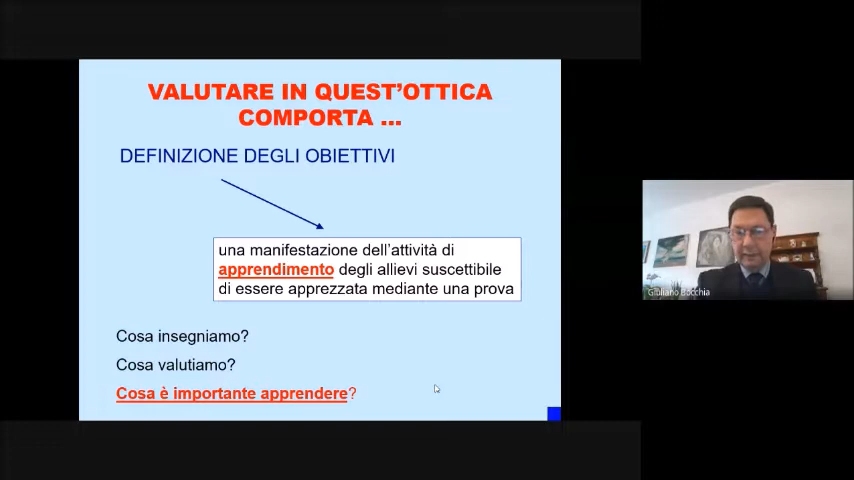 VALUTARE IN QUEST'OTTICA
COMPORTA ...
DEFINIZIONE DEGLI OBIETTIVI
una manifestazione dell'attività di
apprendimento degli allievi suscettibile
di essere apprezzata mediante una prova
Cosa insegniamo?
Cosa valutiamo?
Cosa è importante apprendere?
Giuliano Bocchia